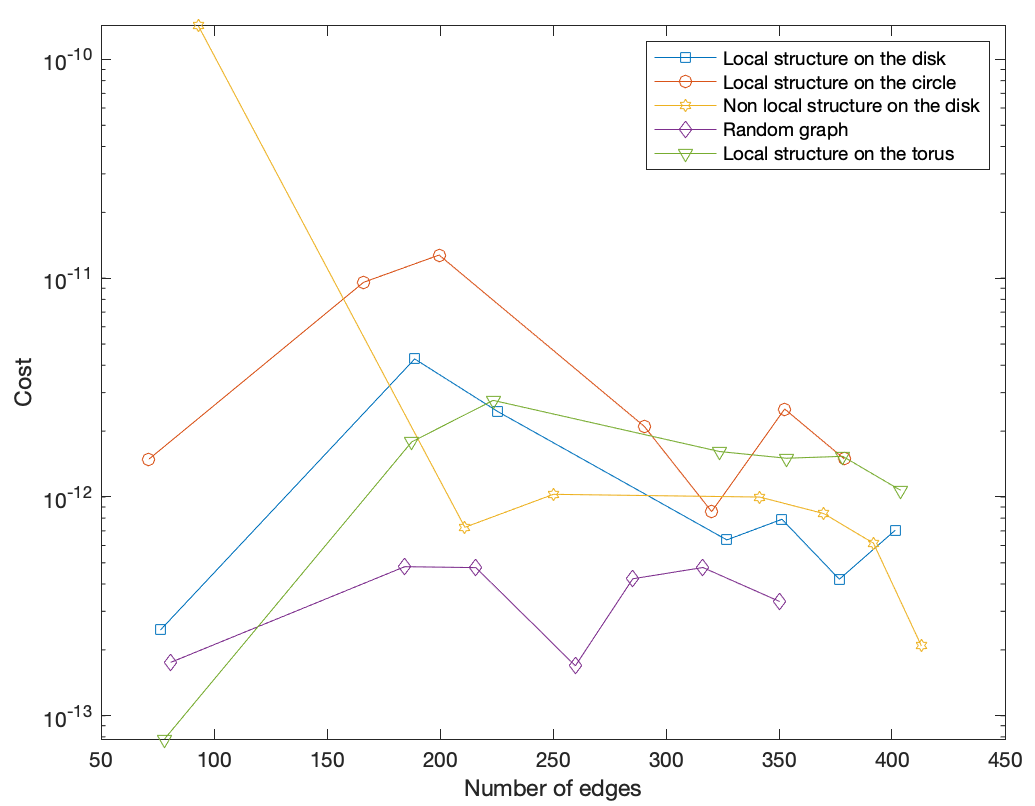 10^-10
10^-11
10^-12
10^-13
Cost
50
100
150
200
250
300
350
400
450
Number of edges
Local structure on the disk
Local structure on the circle
Non local structure on the disk
Random graph
Local structure on the torus